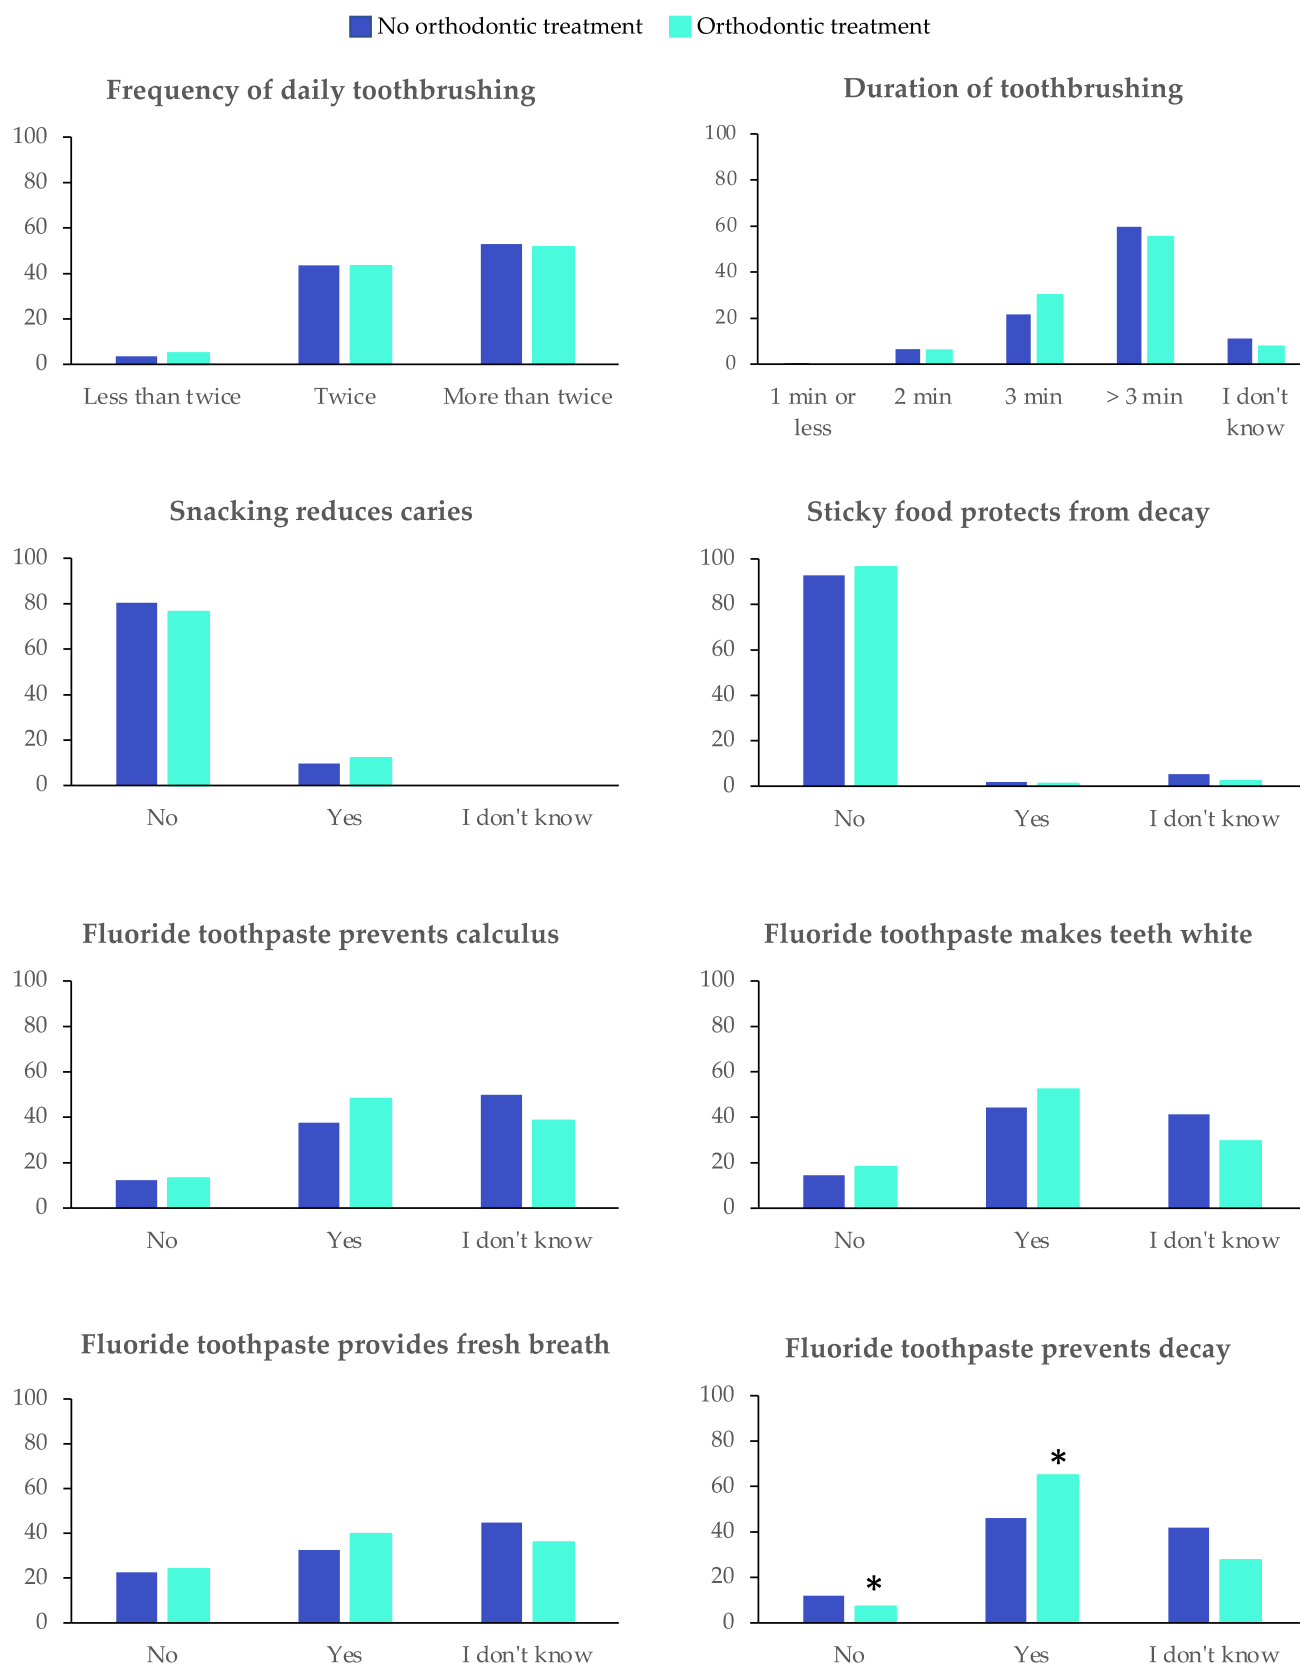 No orthodontic treatment Orthodontic treatment
Frequency of daily toothbrushing
100
80
60
40
20
0
Less than twice Twice More than twice
Duration of toothbrushing
100
80
60
40
20
0
1 min or less 2 min 3 min > 3 min I don't know
Snacking reduces caries
100
80
60
40
20
0
No Yes I don't know
Sticky food protects from decay
100
80
60
40
20
0
No Yes I don't know
Fluoride toothpaste prevents calculus
100
80
60
40
20
0
No Yes I don't know
Fluoride toothpaste makes teeth white
100
80
60
40
20
0
No Yes I don't know
Fluoride toothpaste provides fresh breath
100
80
60
40
20
0
No Yes I don't know
Fluoride toothpaste prevents decay
100
80
60
40
20
0
*
*
No Yes I don't know